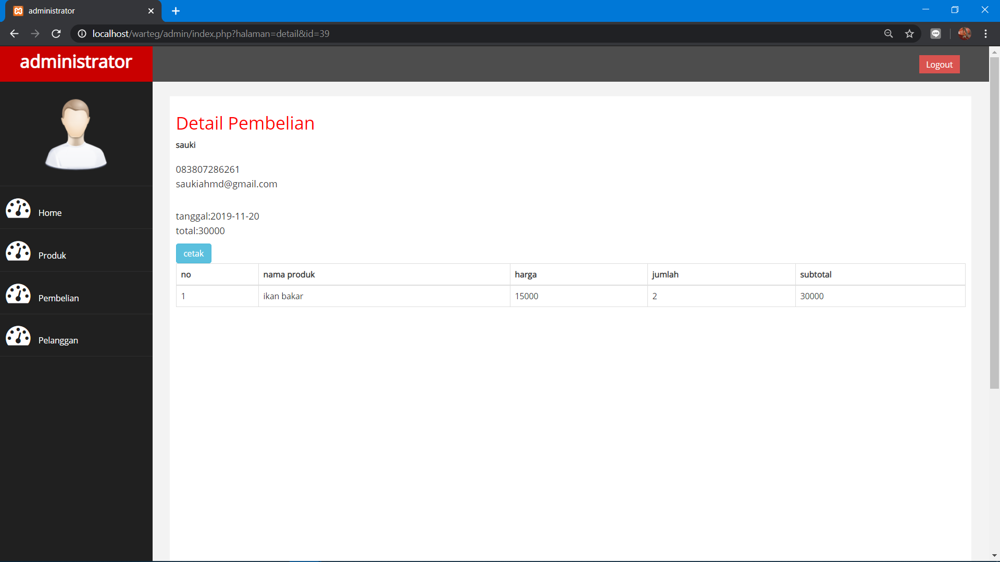 administrator
localhost/warteg/admin/index.php?halaman=detail&id=39
administrator
Logout
Detail Pembelian
sauki
083807286261
saukiahmd@gmail.com
tanggal:2019-11-20
total:30000
cetak
no nama produk harga jumlah subtotal
1 ikan bakar 15000 2 30000
Home
Produk
Pembelian
Pelanggan